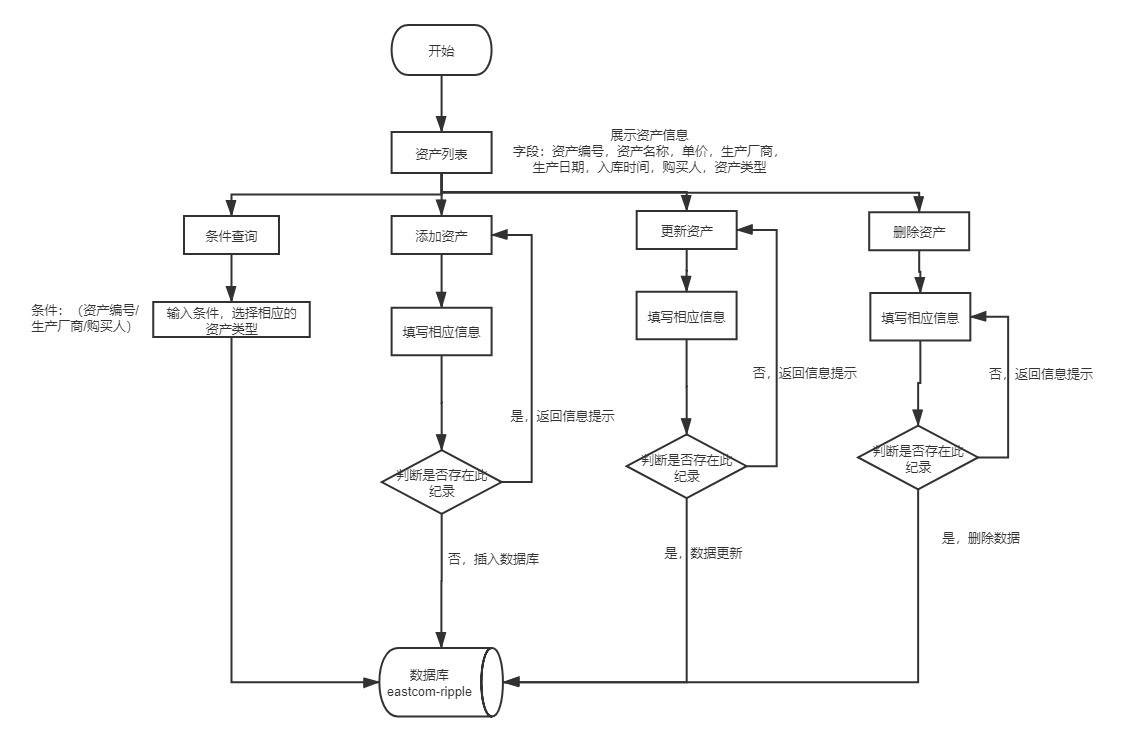 开始
资产列表
展示资产信息
字段：资产编号，资产名称，单价，生产厂商，
生产日期，入库时间，购买人，资产类型
条件查询
添加资产
更新资产
删除资产
条件：（资产编号/
生产厂商/购买人）
输入条件，选择相应的
资产类型
填写相应信息
填写相应信息
填写相应信息
否，返回信息提示
否，返回信息提示
是，返回信息提示
判断是否存在此
纪录
判断是否存在此
纪录
判断是否存在此
纪录
否，插入数据库
是，数据更新
是，删除数据
数据库
eastcom-ripple